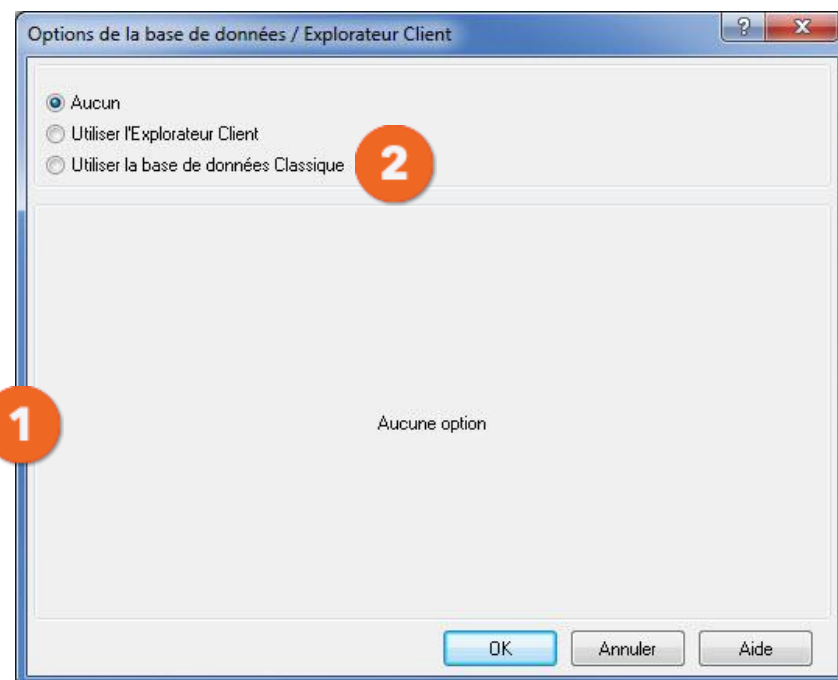 Options de la base de données / Explorateur Client
Aucun
Utiliser l'Explorateur Client
Utiliser la base de données Classique
2
1
Aucune option
OK
Annuler
Aide